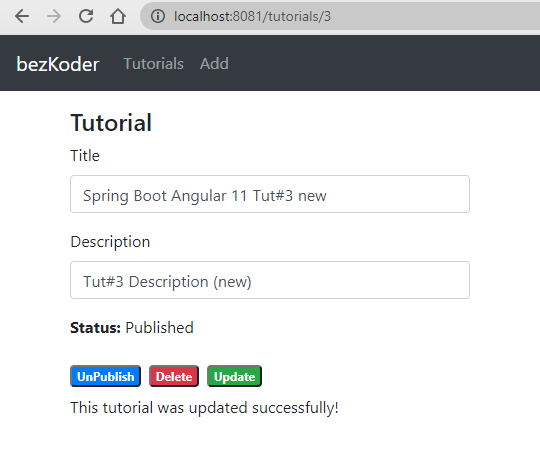 localhost:8081/tutorials/3
bezKoder Tutorials Add
Tutorial
Title
Spring Boot Angular 11 Tut#3 new
Description
Tut#3 Description (new)
Status: Published
UnPublish Delete Update
This tutorial was updated successfully!